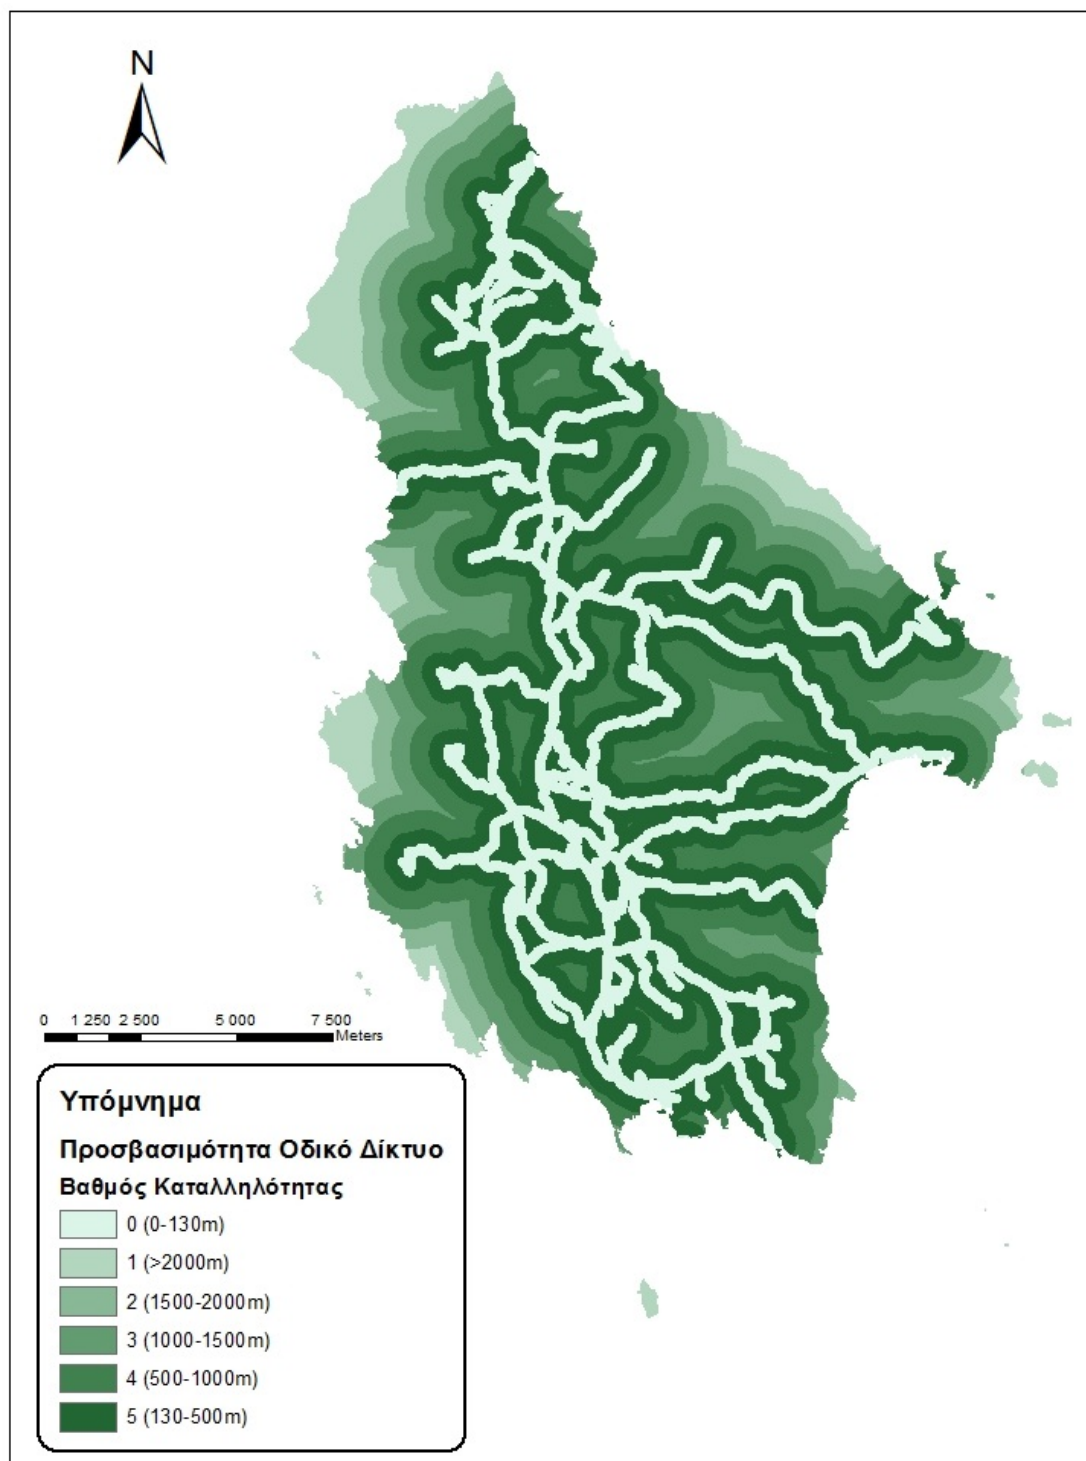 N
0 1 250 2 500 5 000 7 500
Meters
Υπόμνημα
Προσβασιμότητα Οδικό Δίκτυο
Βαθμός Καταλληλότητας
0 (0-130m)
1 (>2000m)
2 (1500-2000m)
3 (1000-1500m)
4 (500-1000m)
5 (130-500m)